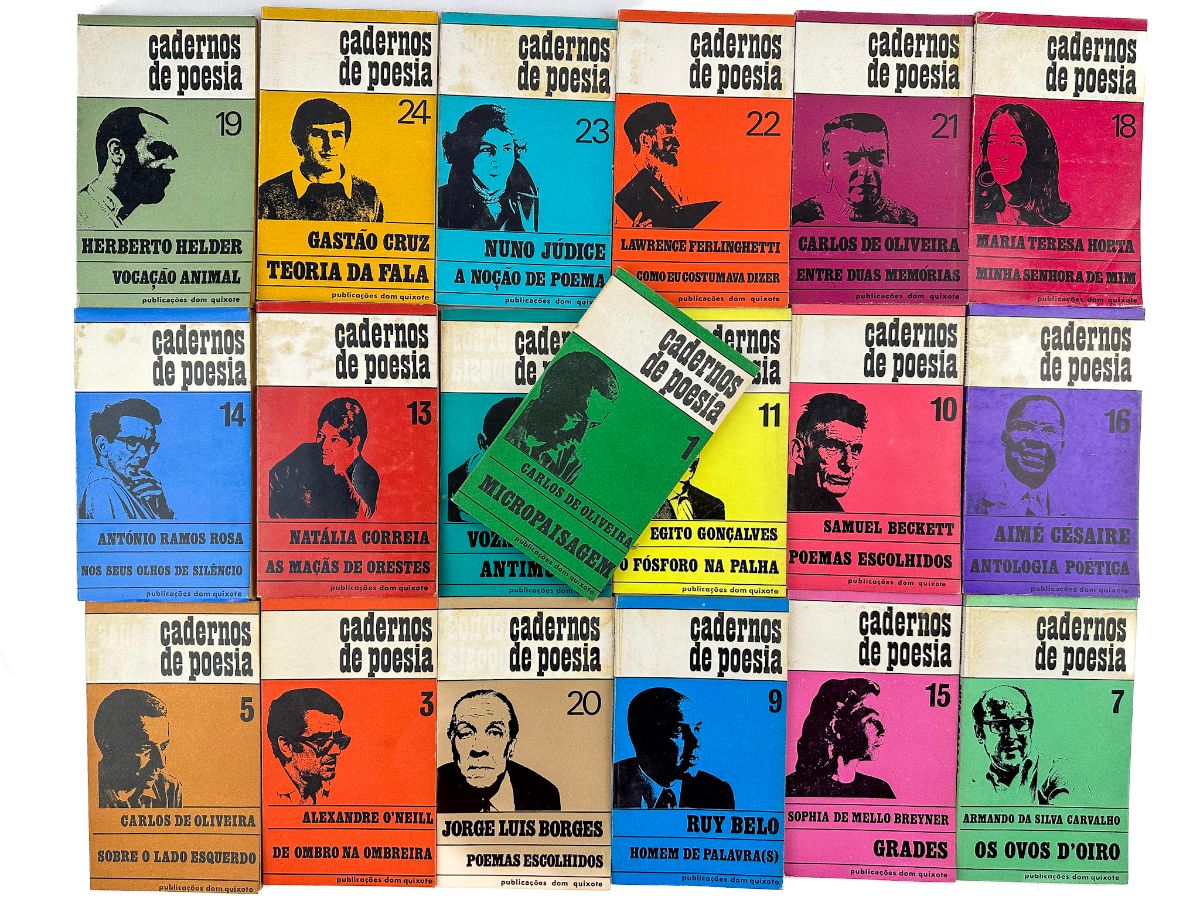 cadernos
de poesia
19
HERBERTO HELDER
VOCAÇÃO ANIMAL
publicações dom quixote
cadernos
de poesia
24
GASTÃO CRUZ
TEORIA DA FALA
publicações dom quixote
cadernos
de poesia
23
NUNO JÚDICE
A NOÇÃO DE POEMA
publicações dom
cadernos
de poesia
22
LAWRENCE FERLINGHETTI
COMO EU COSTUMAVA DIZER
publicações dom quixote
cadernos
de poesia
21
CARLOS DE OLIVEIRA
ENTRE DUAS MEMÓRIAS
publicações dom quixote
cadernos
de poesia
18
MARIA TERESA HORTA
MINHA SENHORA DE MIM
publicações dom quixote
cadernos
de poesia
14
ANTÓNIO RAMOS ROSA
NOS SEUS OLHOS DE SILÊNCIO
publicações dom quixote
cadernos
de poesia
13
NATÁLIA CORREIA
AS MAÇÃS DE ORESTES
publicações dom quixote
cadernos
de poesia
1
CARLOS DE OLIVEIRA
MICROPAISAGEM
publicações dom quixote
publicações dom quixote
11
EGITO GONÇALVES
O FÓSFORO NA PALHA
publicações dom quixote
cadernos
de poesia
10
SAMUEL BECKETT
POEMAS ESCOLHIDOS
publicações dom quixote
cadernos
de poesia
16
AIMÉ CÉSAIRE
ANTOLOGIA POÉTICA
publicações dom quixote
cadernos
de poesia
5
CARLOS DE OLIVEIRA
SOBRE O LADO ESQUERDO
publicações dom quixote
cadernos
de poesia
3
ALEXANDRE O'NEILL
DE OMBRO NA OMBREIRA
publicações dom quixote
cadernos
de poesia
20
JORGE LUIS BORGES
POEMAS ESCOLHIDOS
publicações dom quixote
cadernos
de poesia
9
RUY BELO
HOMEM DE PALAVRA(S)
publicações dom quixote
cadernos
de poesia
15
SOPHIA DE MELLO BREYNER
GRADES
publicações dom quixote
cadernos
de poesia
7
ARMANDO DA SILVA CARVALHO
OS OVOS D'OIRO
publicações dom quixote